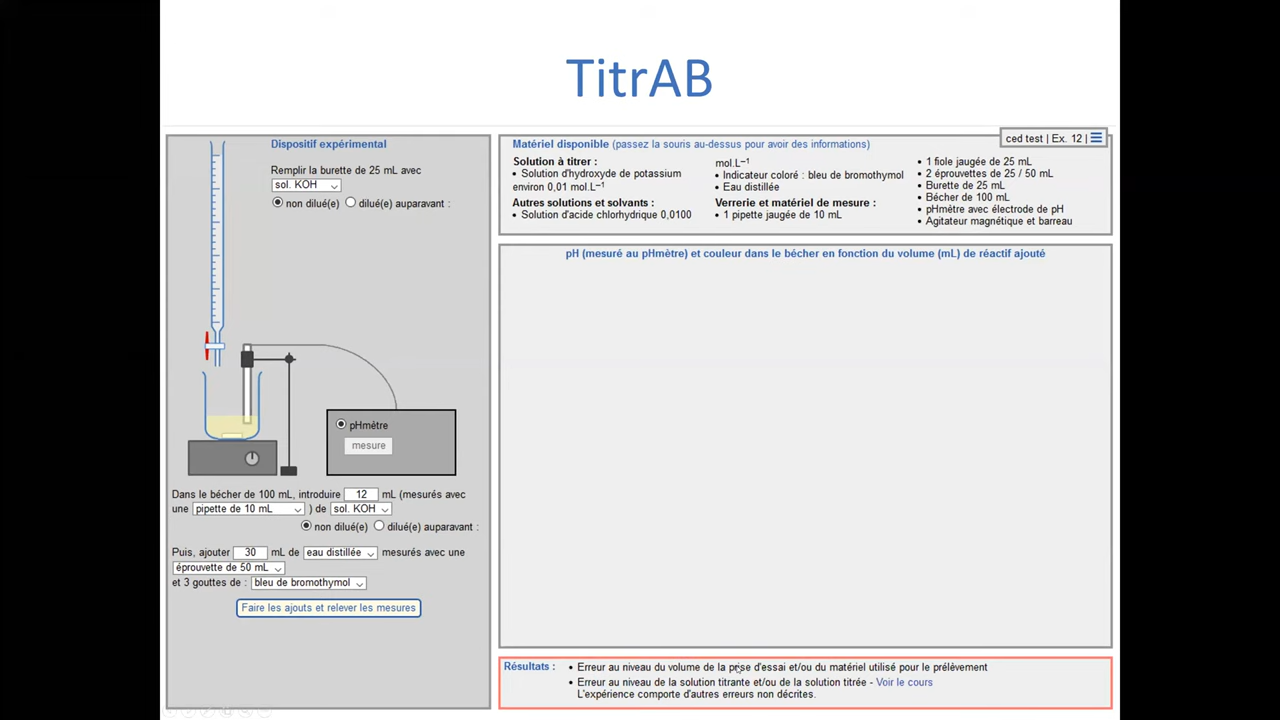 TitrAB
Dispositif expérimental
Remplir la burette de 25 mL avec
sol. KOH
non dilué(e) dilué(e) auparavant :
pHmètre
mesure
Dans le bécher de 100 mL, introduire 12 mL (mesurés avec
une pipette de 10 mL ) de sol. KOH
non dilué(e) dilué(e) auparavant :
Puis, ajouter 30 mL de eau distillée mesurés avec une
éprouvette de 50 mL
et 3 gouttes de : bleu de bromothymol
Faire les ajouts et relever les mesures
ced test | Ex. 12 |
Matériel disponible (passez la souris au-dessus pour avoir des informations)
Solution à titrer :
• Solution d'hydroxyde de potassium
environ 0,01 mol.L⁻¹
Autres solutions et solvants :
• Solution d'acide chlorhydrique 0,0100
mol.L⁻¹
• Indicateur coloré : bleu de bromothymol
• Eau distillée
Verrerie et matériel de mesure :
• 1 pipette jaugée de 10 mL
• 1 fiole jaugée de 25 mL
• 2 éprouvettes de 25 / 50 mL
• Burette de 25 mL
• Bécher de 100 mL
• pHmètre avec électrode de pH
• Agitateur magnétique et barreau
pH (mesuré au pHmètre) et couleur dans le bécher en fonction du volume (mL) de réactif ajouté
Résultats : • Erreur au niveau du volume de la prise d'essai et/ou du matériel utilisé pour le prélèvement
• Erreur au niveau de la solution titrante et/ou de la solution titrée - Voir le cours
L'expérience comporte d'autres erreurs non décrites.